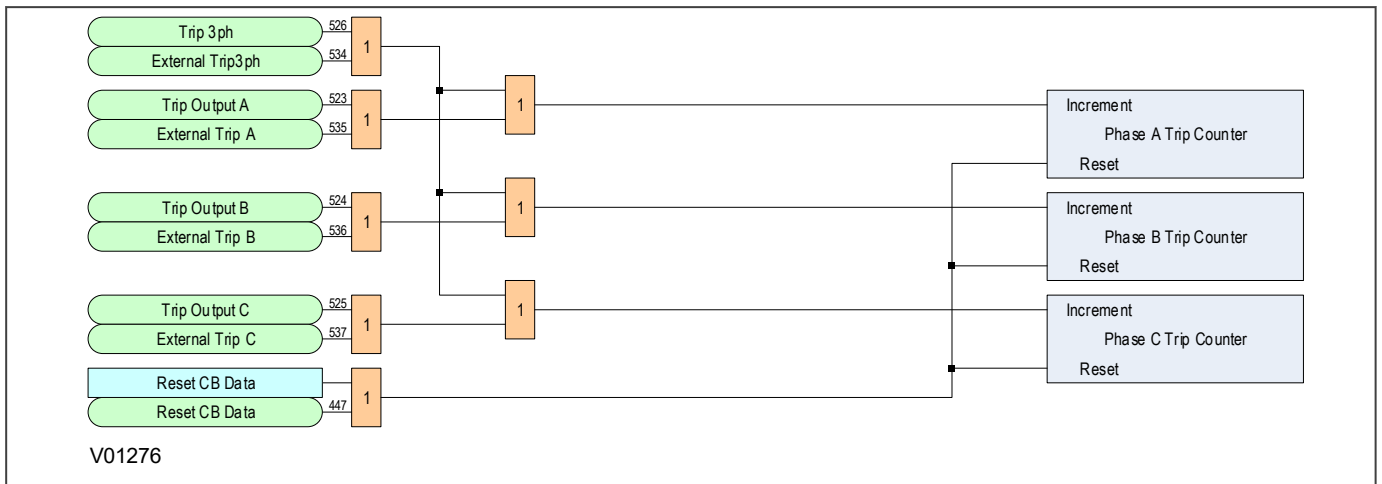 Trip 3ph 526
External Trip3ph 534
1
Trip Output A 523
External Trip A 535
1
1
Increment
Phase A Trip Counter
Reset
Trip Output B 524
External Trip B 536
1
1
Increment
Phase B Trip Counter
Reset
Trip Output C 525
External Trip C 537
1
1
Increment
Phase C Trip Counter
Reset
Reset CB Data
Reset CB Data 447
1
V01276